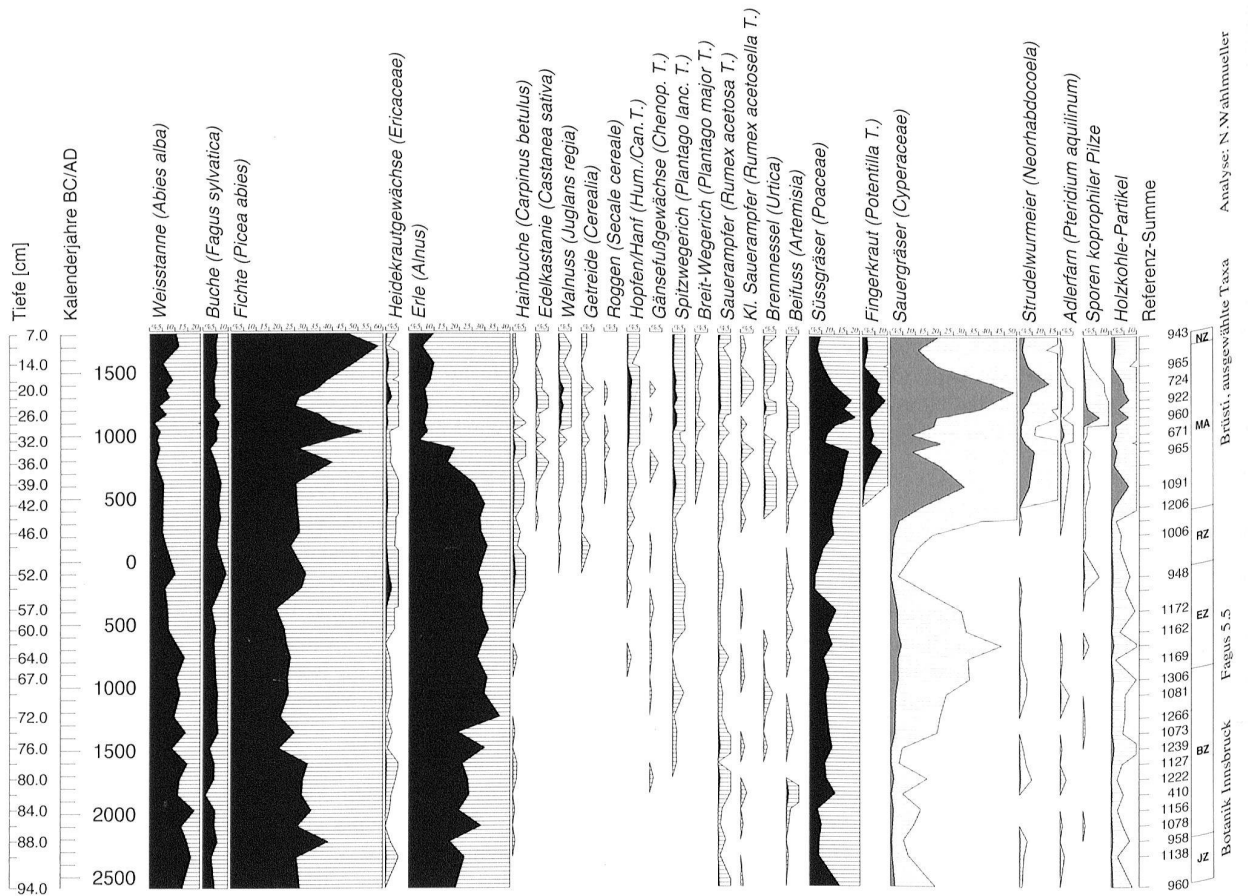 Tiefe [cm]
Kalenderjahre BC/AD
Weisstanne (Abies alba)
Buche (Fagus sylvatica)
Fichte (Picea abies)
Heidekrautgewächse (Ericaceae)
Erle (Alnus)
Hainbuche (Carpinus betulus)
Edelkastanie (Castanea sativa)
Walnuss (Juglans regia)
Getreide (Cerealia)
Roggen (Secale cereale)
Hopfen/Hanf (Hum./Can.T.)
Gänsefußgewächse (Chenop. T.)
Spitzwegerich (Plantago lanc. T.)
Breit-Wegerich (Plantago major T.)
Sauerampfer (Rumex acetosa T.)
Kl. Sauerampfer (Rumex acetosella T.)
Brennnessel (Urtica)
Beifuss (Artemisia)
Süssgräser (Poaceae)
Fingerkraut (Potentilla T.)
Sauergräser (Cyperaceae)
Strudelwurmeier (Neorhabdocoela)
Adlerfarn (Pteridium aquilinum)
Sporen koprophiler Pilze
Holzkohle-Partikel
Referenz-Summe
7.0
14.0
20.0
26.0
32.0
36.0
39.0
42.0
46.0
52.0
57.0
60.0
64.0
67.0
72.0
76.0
80.0
84.0
88.0
94.0
1500
1000
500
0
500
1000
1500
2000
2500
943
965
724
922
960
671
965
1091
1206
1006
948
1172
1162
1169
1306
1081
1266
1073
1239
1127
1222
410
1156
1078
958
1138
960
NZ
MA
RZ
EZ
BZ
JZ
Botanik Innsbruck
Fagus 5.5
Brüsti, ausgewählte Taxa
Analyse: N.Wahlmueller